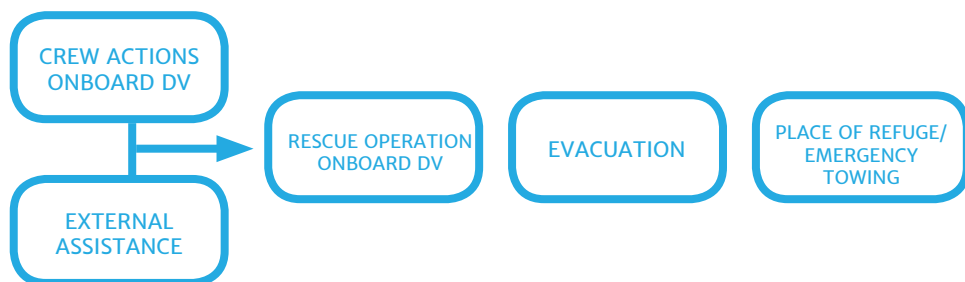 CREW ACTIONS
ONBOARD DV
EXTERNAL
ASSISTANCE
RESCUE OPERATION
ONBOARD DV
EVACUATION
PLACE OF REFUGE/
EMERGENCY
TOWING